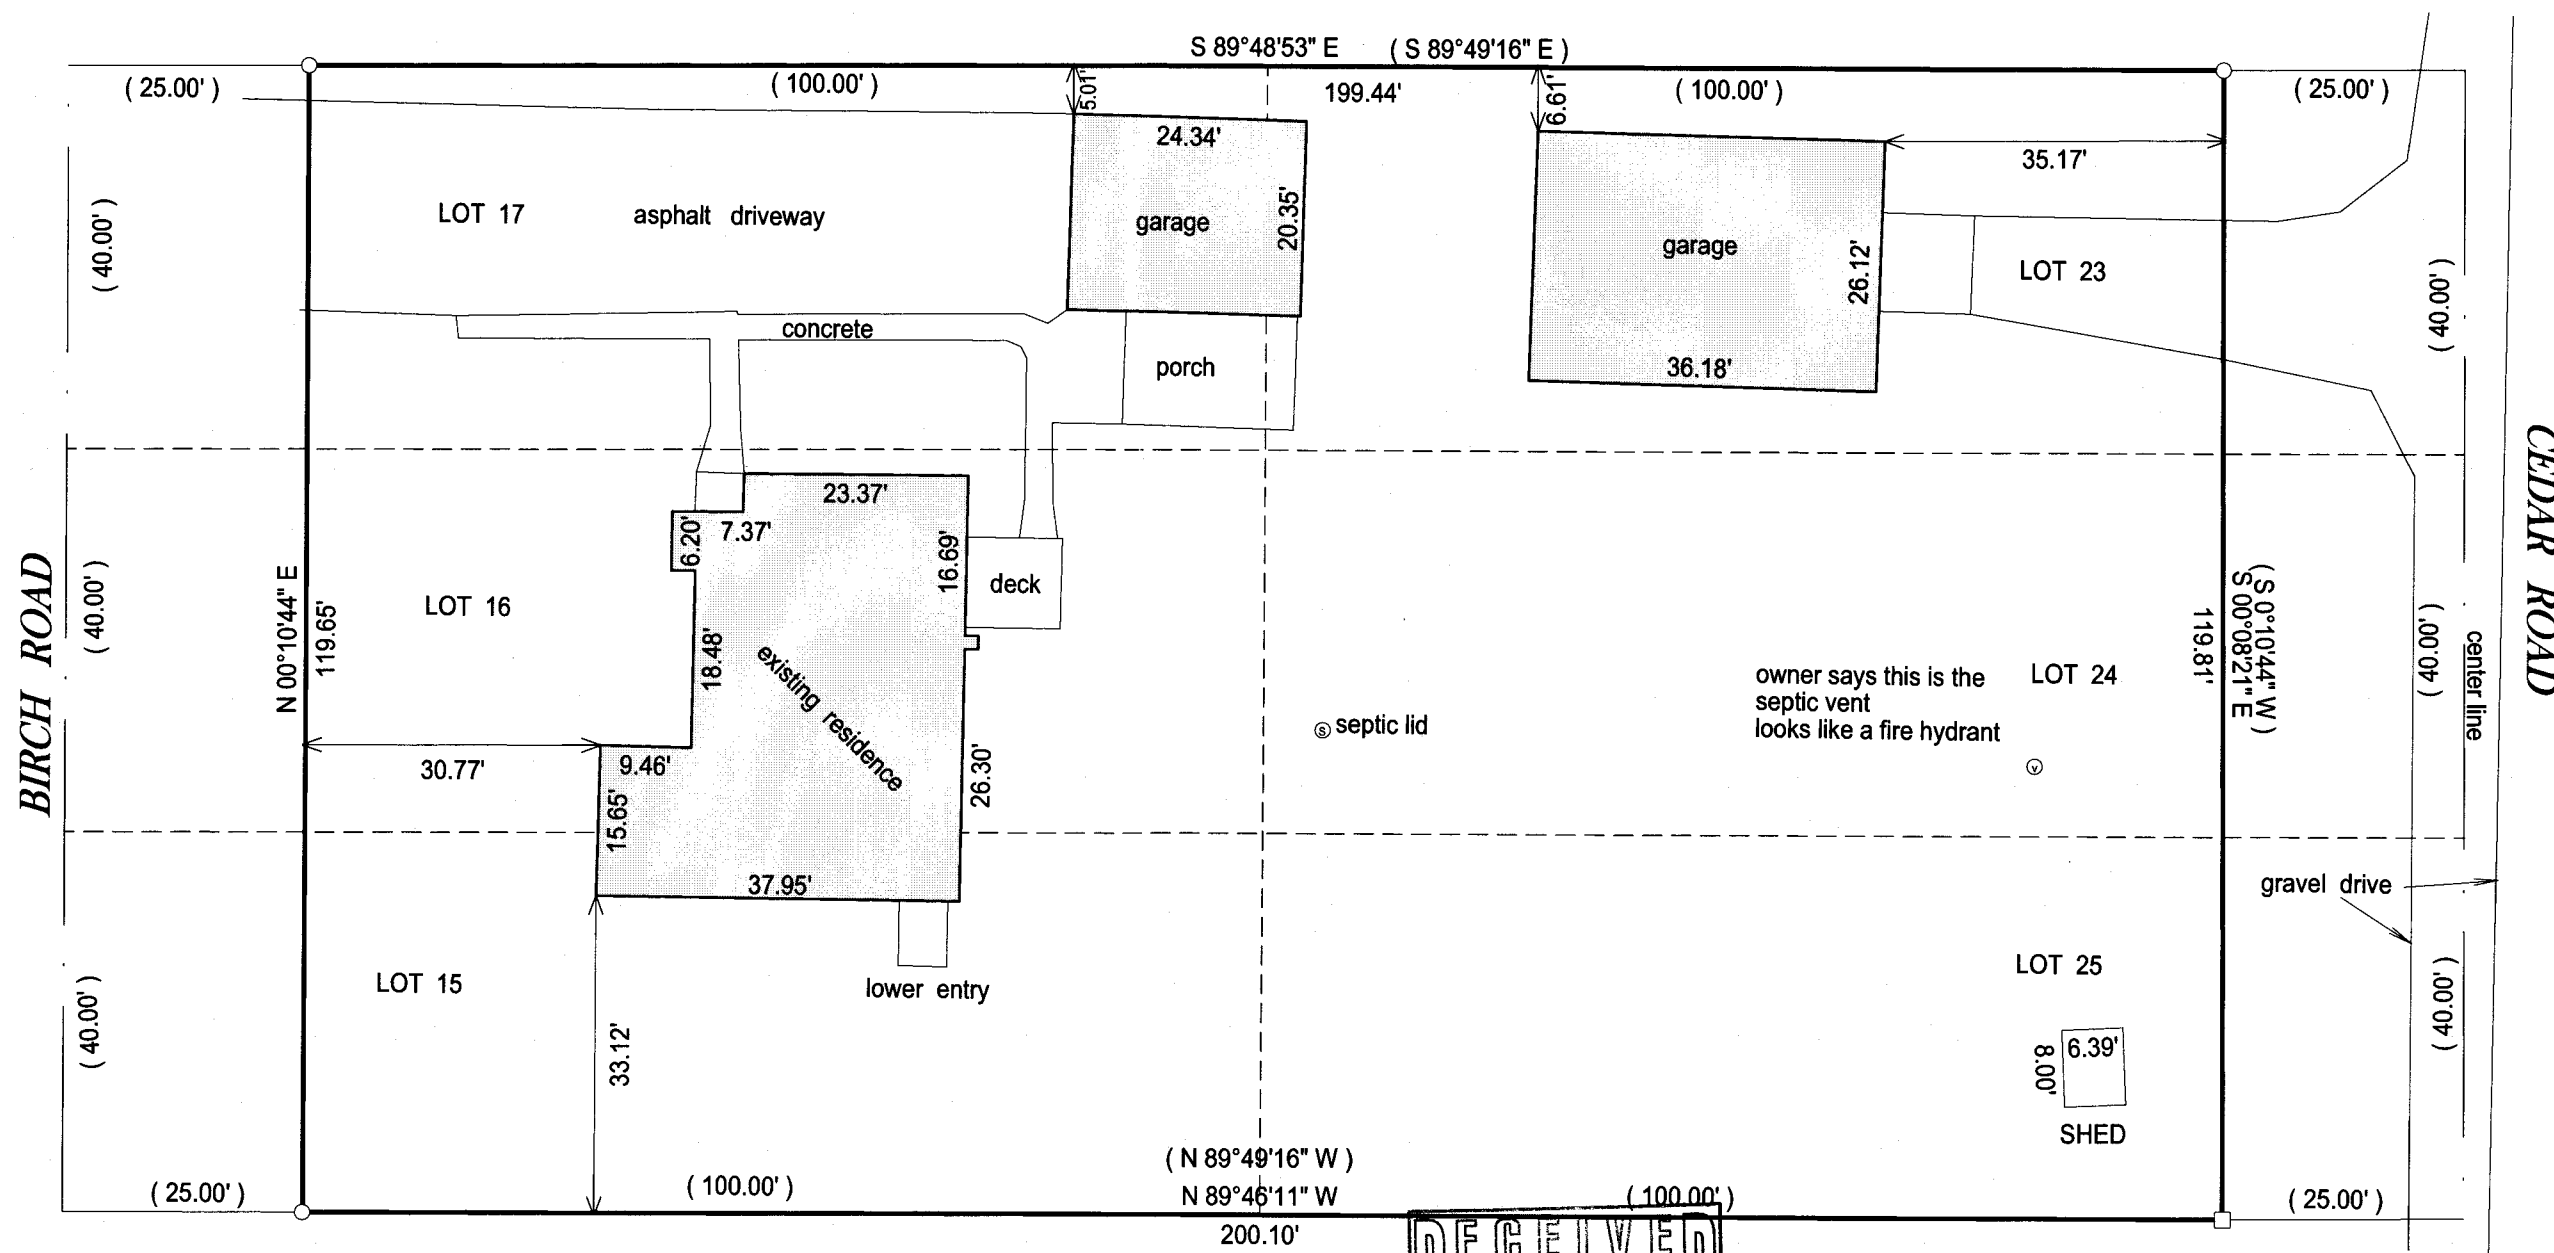 S 89°48'53" E ( S 89°49'16" E )
( 25.00' )
( 100.00' )
5.01'
199.44'
6.61'
( 100.00' )
( 25.00' )
24.34'
35.17'
LOT 17
asphalt driveway
garage
20.35'
garage
26.12'
LOT 23
( 40.00' )
( 40.00' )
concrete
porch
36.18'
CEDAR ROAD
23.37'
7.37'
6.20'
16.69'
deck
BIRCH ROAD
( 40.00' )
N 00°10'44" E
119.65'
LOT 16
18.48'
existing residence
septic lid
S
owner says this is the
septic vent
looks like a fire hydrant
V
LOT 24
119.81'
S 00°08'21" E
( S 0°10'44" W )
( 40.00' )
center line
30.77'
9.46'
15.65'
26.30'
37.95'
gravel drive
LOT 15
lower entry
LOT 25
( 40.00' )
33.12'
8.00'
6.39'
SHED
( 40.00' )
( N 89°49'16" W )
( 25.00' )
( 100.00' )
N 89°46'11" W
( 100.00' )
( 25.00' )
200.10'
RECEIVED